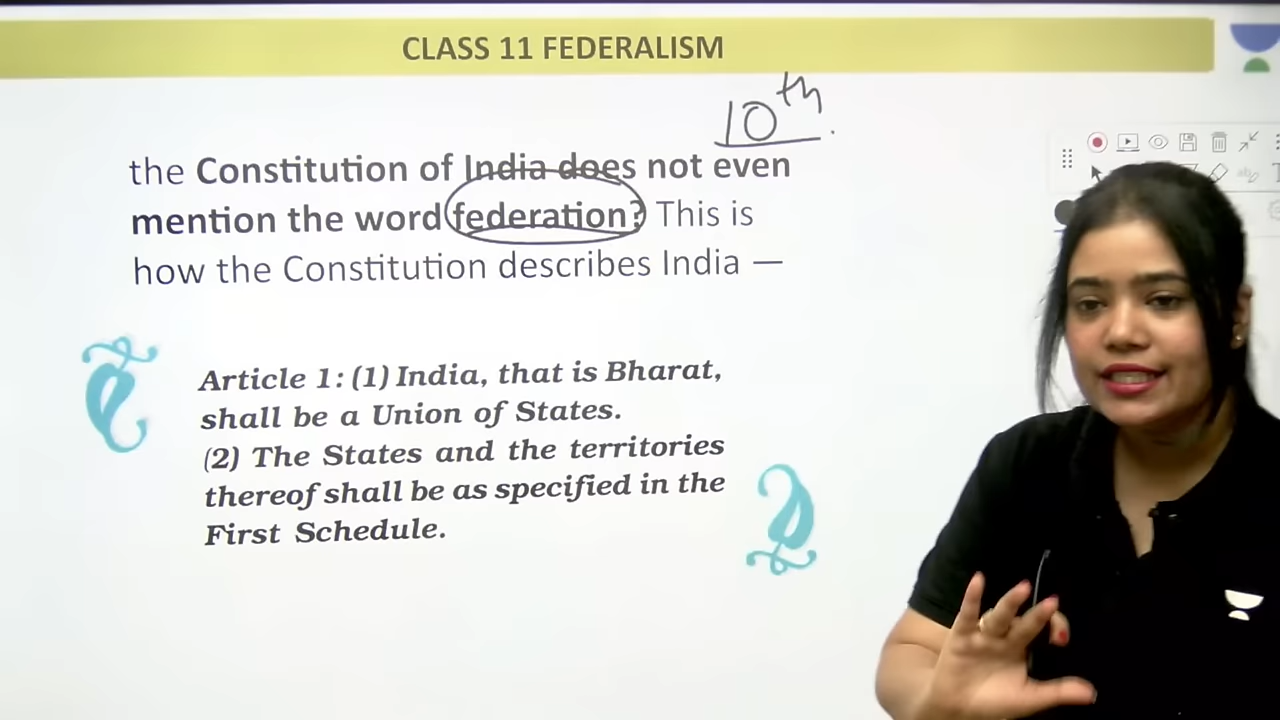 CLASS 11 FEDERALISM
10th.
the Constitution of India does not even
mention the word federation? This is
how the Constitution describes India —
Article 1: (1) India, that is Bharat,
shall be a Union of States.
(2) The States and the territories
thereof shall be as specified in the
First Schedule.